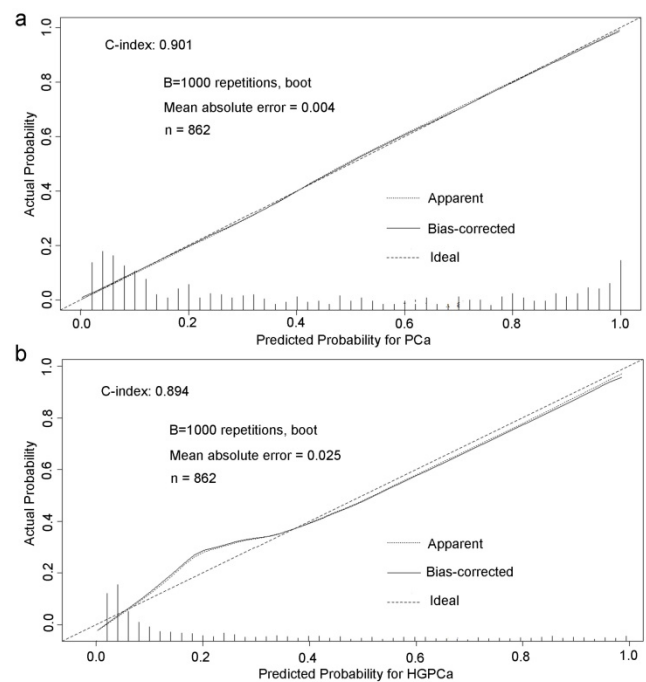 a
C-index: 0.901
B=1000 repetitions, boot
Mean absolute error = 0.004
n = 862
Apparent
Bias-corrected
Ideal
Actual Probability
0.0 0.2 0.4 0.6 0.8 1.0
0.0 0.2 0.4 0.6 0.8 1.0
Predicted Probability for PCa
b
C-index: 0.894
B=1000 repetitions, boot
Mean absolute error = 0.025
n = 862
Apparent
Bias-corrected
Ideal
Actual Probability
0.0 0.2 0.4 0.6 0.8 1.0
0.0 0.2 0.4 0.6 0.8 1.0
Predicted Probability for HGPCa